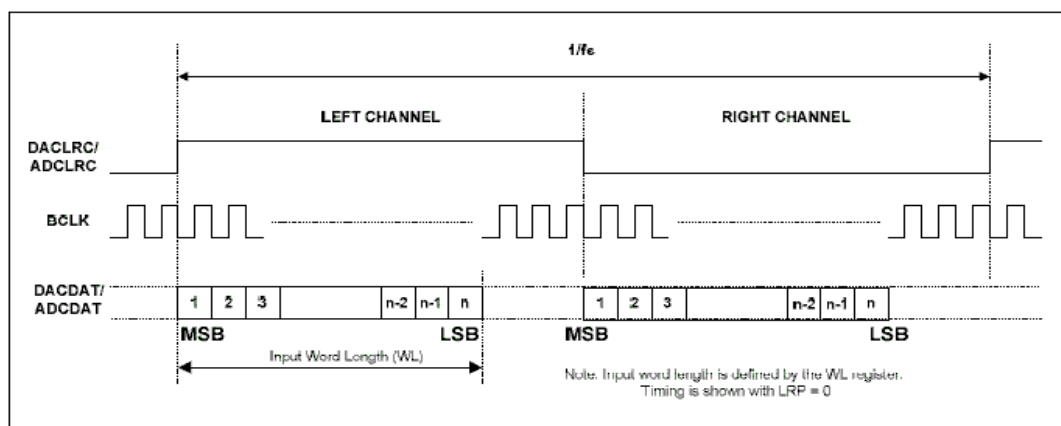 1/fs
LEFT CHANNEL
RIGHT CHANNEL
DACLRC/
ADCLRC
BCLK
DACDAT/
ADCDAT
1 2 3 n-2 n-1 n
1 2 3 n-2 n-1 n
MSB LSB MSB LSB
Input Word Length (WL)
Note: Input word length is defined by the WL register.
Timing is shown with LRP = 0